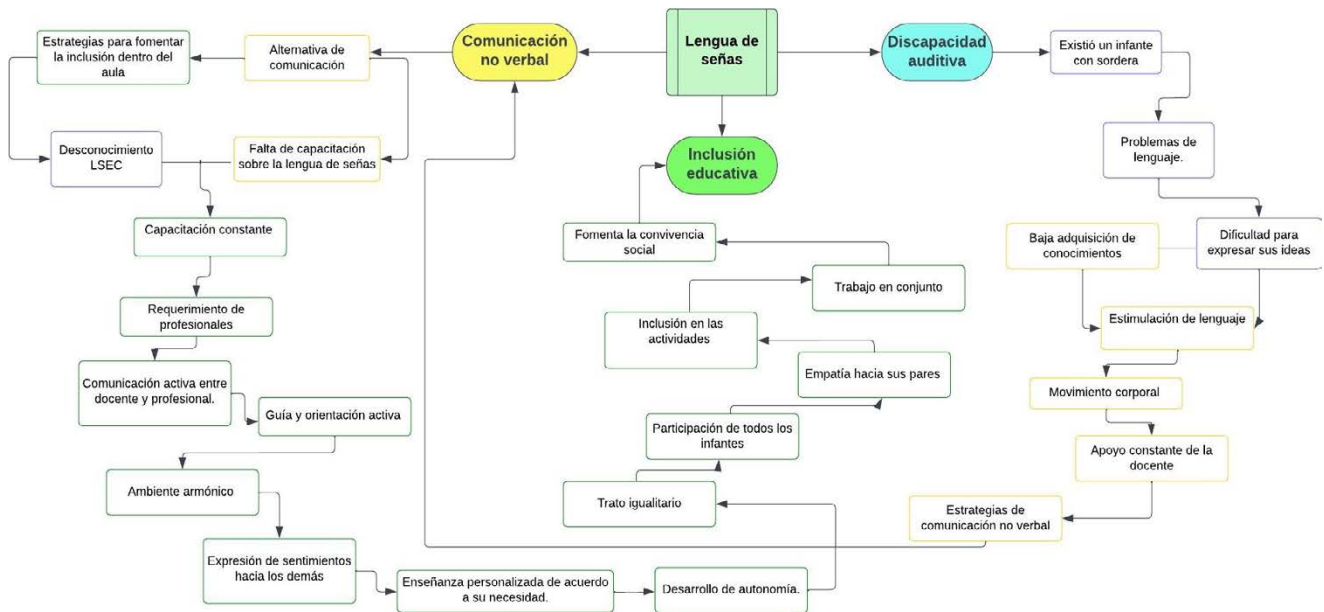 Estrategias para fomentar
la inclusión dentro del
aula
Alternativa de
comunicación
Comunicación
no verbal
Lengua de
señas
Discapacidad
auditiva
Existió un infante
con sordera
Desconocimiento
LSEC
Falta de capacitación
sobre la lengua de señas
Inclusión
educativa
Problemas de
lenguaje.
Capacitación constante
Fomenta la convivencia
social
Baja adquisición de
conocimientos
Dificultad para
expresar sus ideas
Trabajo en conjunto
Requerimiento de
profesionales
Inclusión en las
actividades
Estimulación de lenguaje
Comunicación activa entre
docente y profesional.
Empatía hacia sus pares
Movimiento corporal
Guía y orientación activa
Participación de todos los
infantes
Apoyo constante de la
docente
Ambiente armónico
Trato igualitario
Estrategias de
comunicación no verbal
Expresión de sentimientos
hacia los demás
Enseñanza personalizada de acuerdo
a su necesidad.
Desarrollo de autonomía.